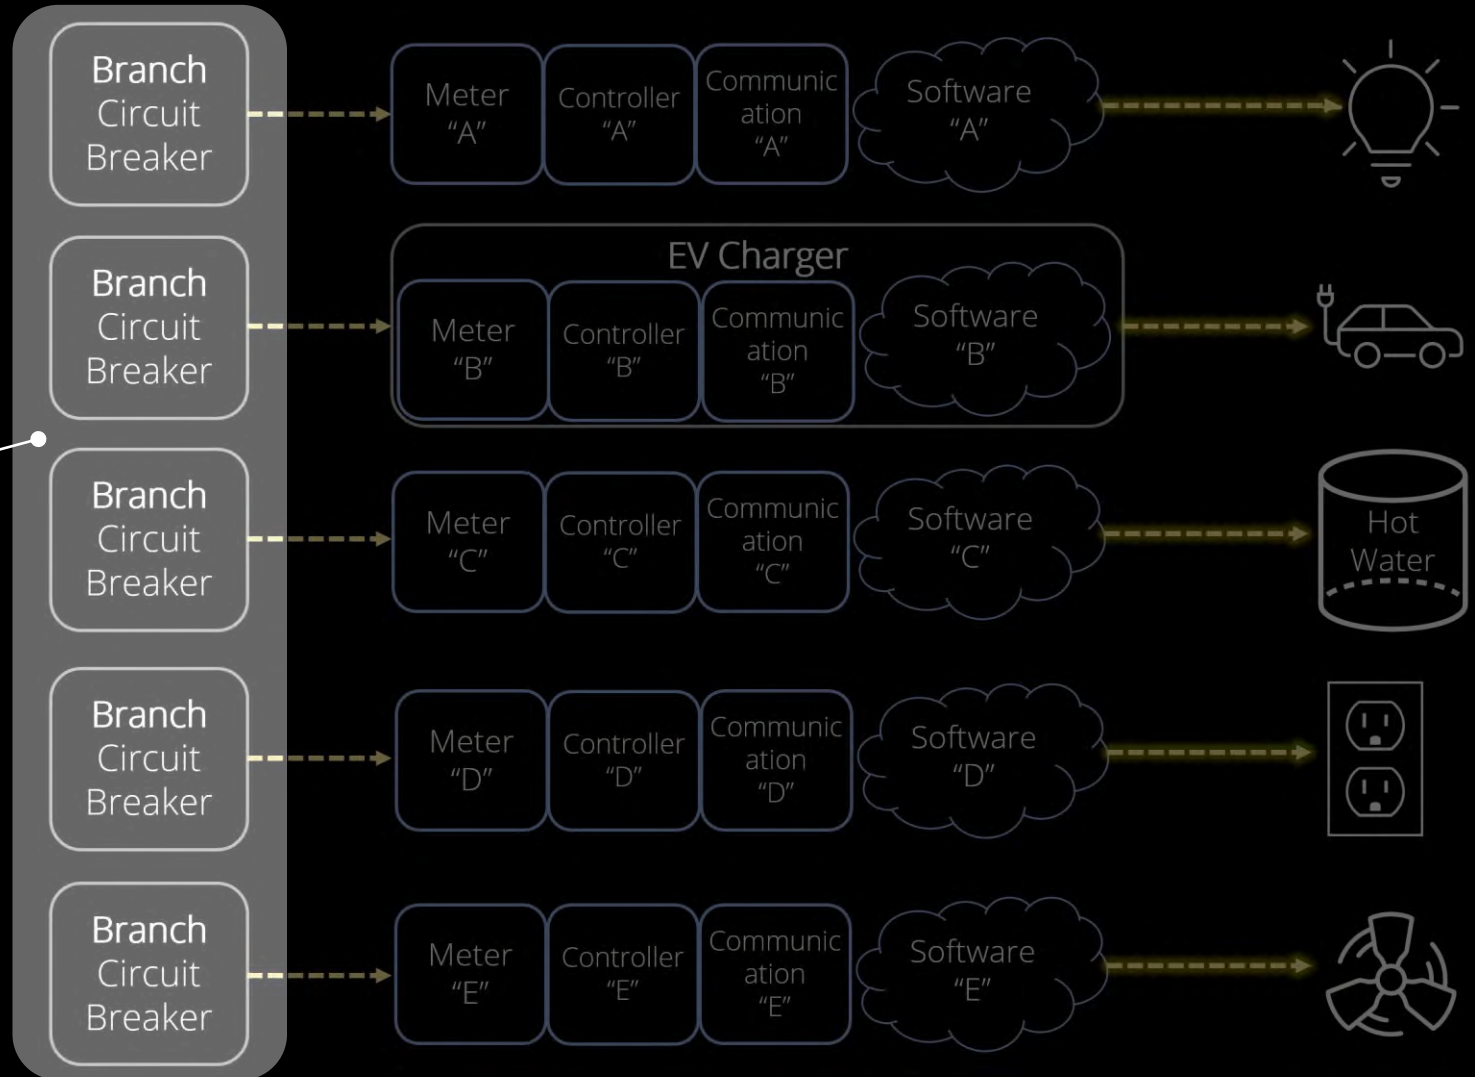 Branch
Circuit
Breaker
Meter
“A”
Controller
“A”
Communic
ation
“A”
Software
“A”
Branch
Circuit
Breaker
EV Charger
Meter
“B”
Controller
“B”
Communic
ation
“B”
Software
“B”
Branch
Circuit
Breaker
Meter
“C”
Controller
“C”
Communic
ation
“C”
Software
“C”
Hot
Water
Branch
Circuit
Breaker
Meter
“D”
Controller
“D”
Communic
ation
“D”
Software
“D”
Branch
Circuit
Breaker
Meter
“E”
Controller
“E”
Communic
ation
“E”
Software
“E”